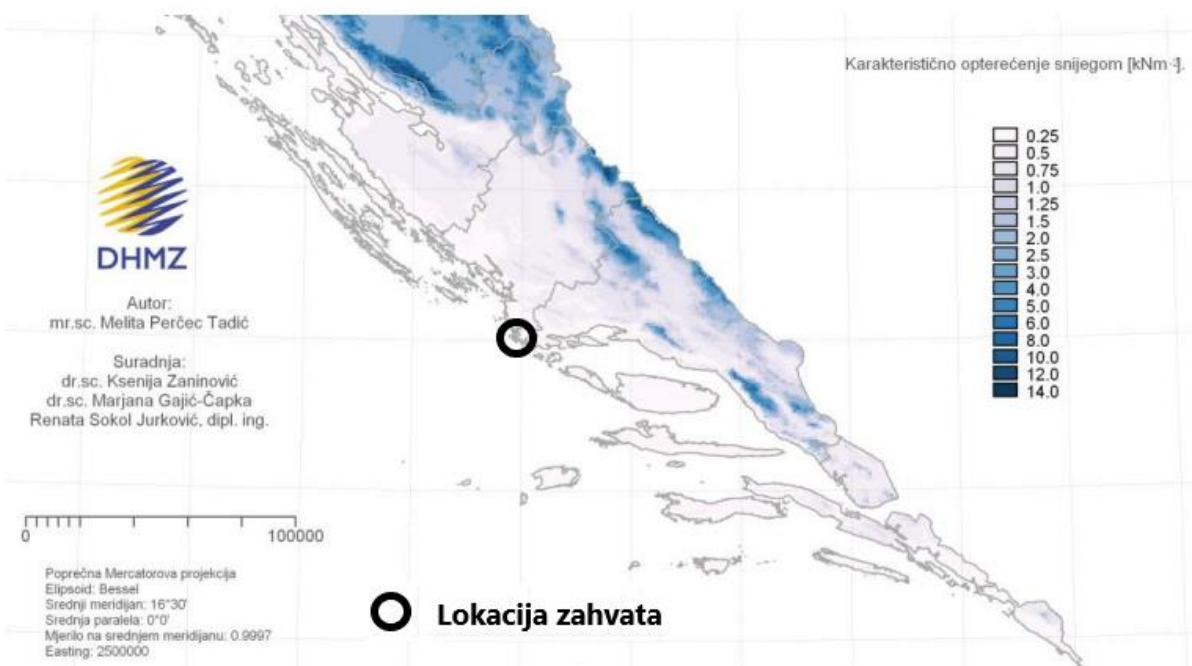 Karakteristično opterećenje snijegom [kNm⁻²].
0.25
0.5
0.75
1.0
1.25
1.5
2.0
2.5
3.0
4.0
5.0
6.0
8.0
10.0
12.0
14.0
DHMZ
Autor:
mr.sc. Melita Perčec Tadić
Suradnja:
dr.sc. Ksenija Zaninović
dr.sc. Marjana Gajić-Čapka
Renata Sokol Jurković, dipl. ing.
0 100000
Poprečna Mercatorova projekcija
Elipsoid: Bessel
Srednji meridijan: 16°30'
Srednja paralela: 0°0'
Mjerilo na srednjem meridijanu: 0.9997
Easting: 2500000
Lokacija zahvata